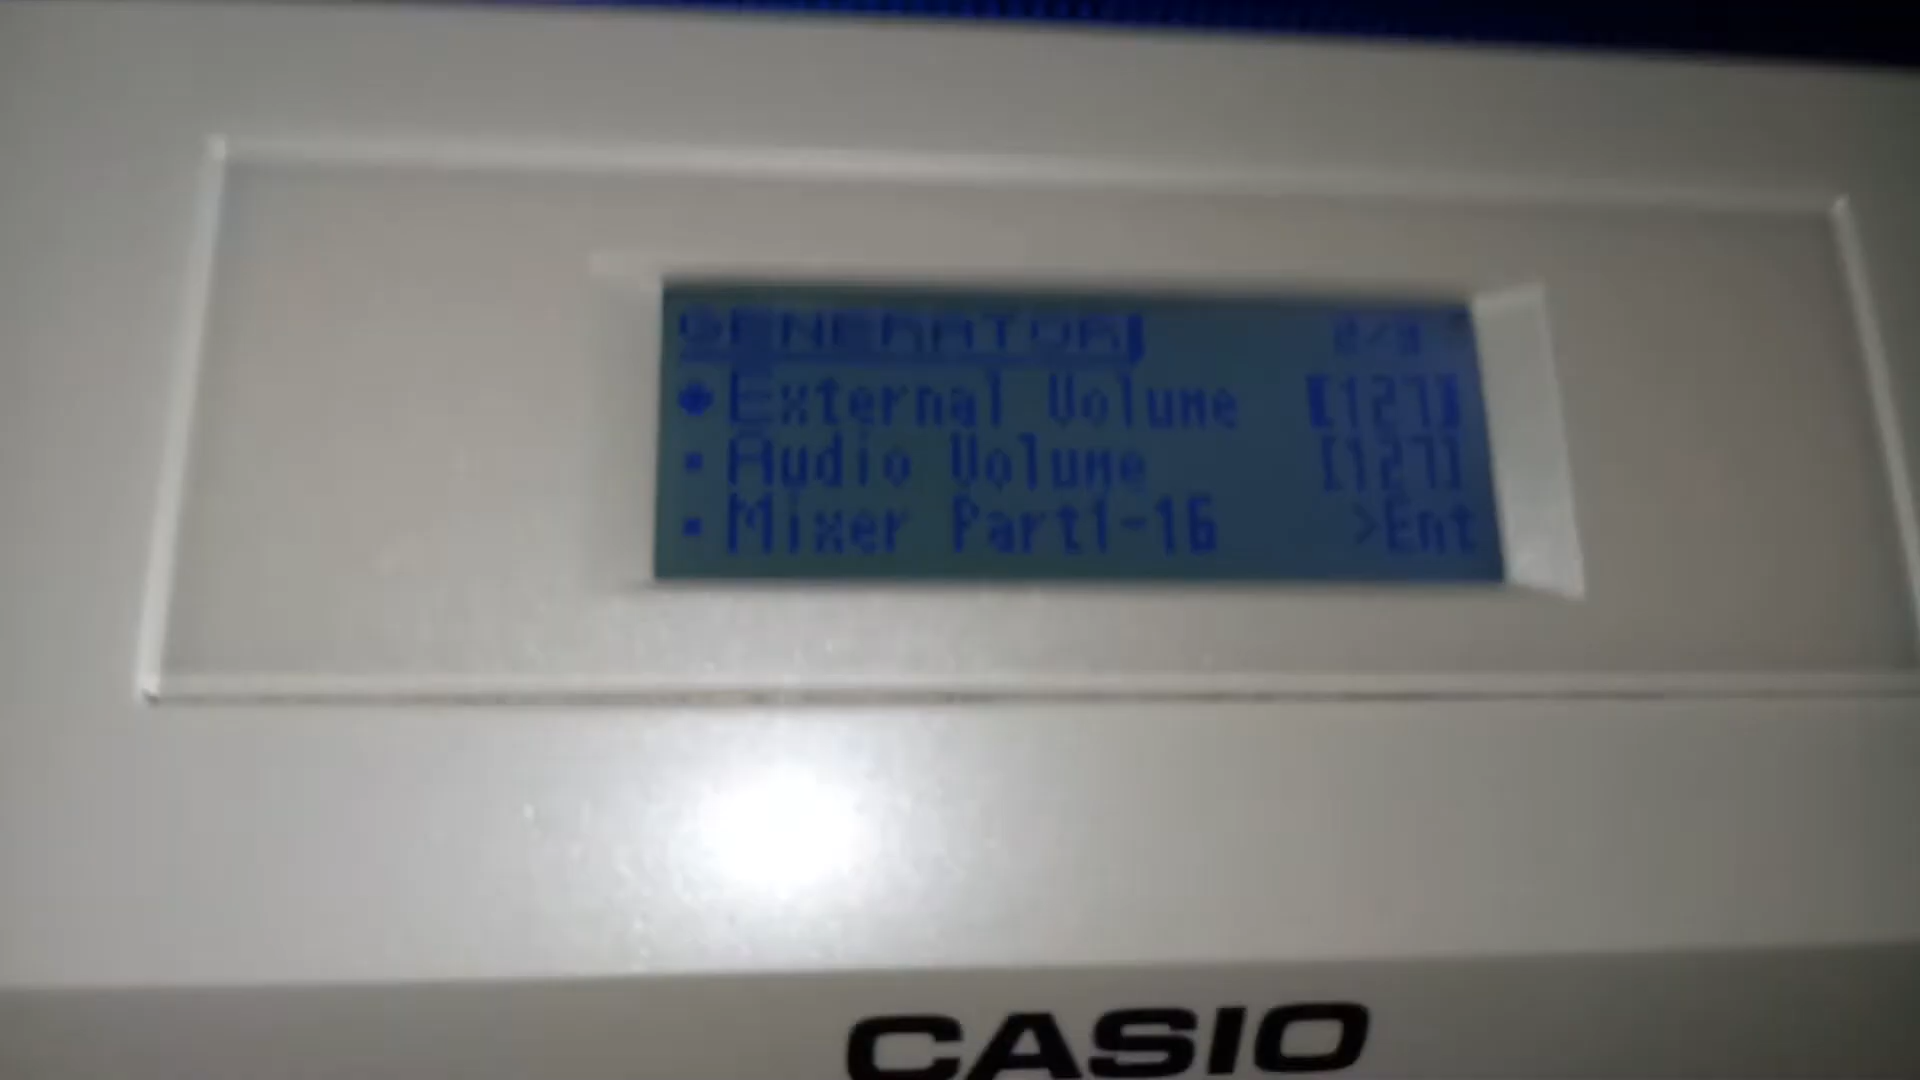 GENERATOR 2/3
External Volume [127]
Audio Volume [127]
Mixer Part1-16 >Ent
CASIO